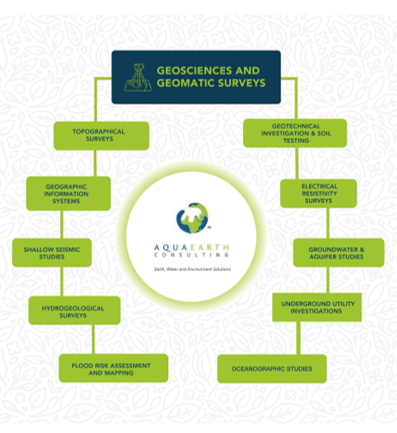 GEOSCIENCES AND
GEOMATIC SURVEYS
TOPOGRAPHICAL
SURVEYS
GEOGRAPHIC
INFORMATION
SYSTEMS
SHALLOW SEISMIC
STUDIES
HYDROGEOLOGICAL
SURVEYS
FLOOD RISK ASSESSMENT
AND MAPPING
AQUAEARTH
CONSULTING
Earth, Water and Environment Solutions
GEOTECHNICAL
INVESTIGATION & SOIL
TESTING
ELECTRICAL
RESISTIVITY
SURVEYS
GROUNDWATER &
AQUIFER STUDIES
UNDERGROUND UTILITY
INVESTIGATIONS
OCEANOGRAPHIC STUDIES